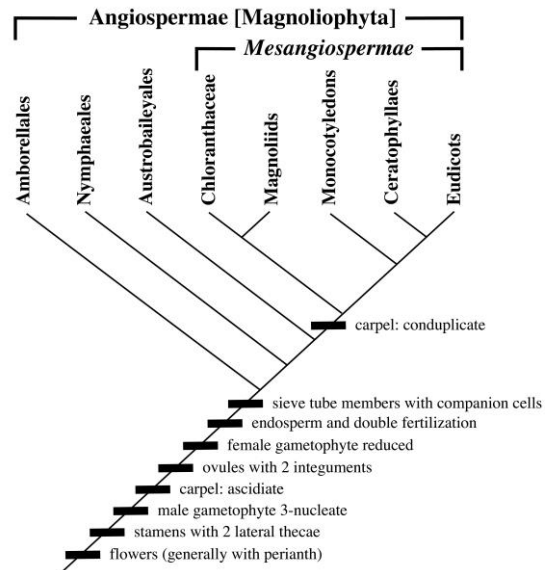 Angiospermae [Magnoliophyta]
Mesangiospermae
Amborellales
Nymphaeales
Austrobaileyales
Chloranthaceae
Magnoliids
Monocotyledons
Ceratophyllaes
Eudicots
carpel: conduplicate
sieve tube members with companion cells
endosperm and double fertilization
female gametophyte reduced
ovules with 2 integuments
carpel: ascidiate
male gametophyte 3-nucleate
stamens with 2 lateral thecae
flowers (generally with perianth)